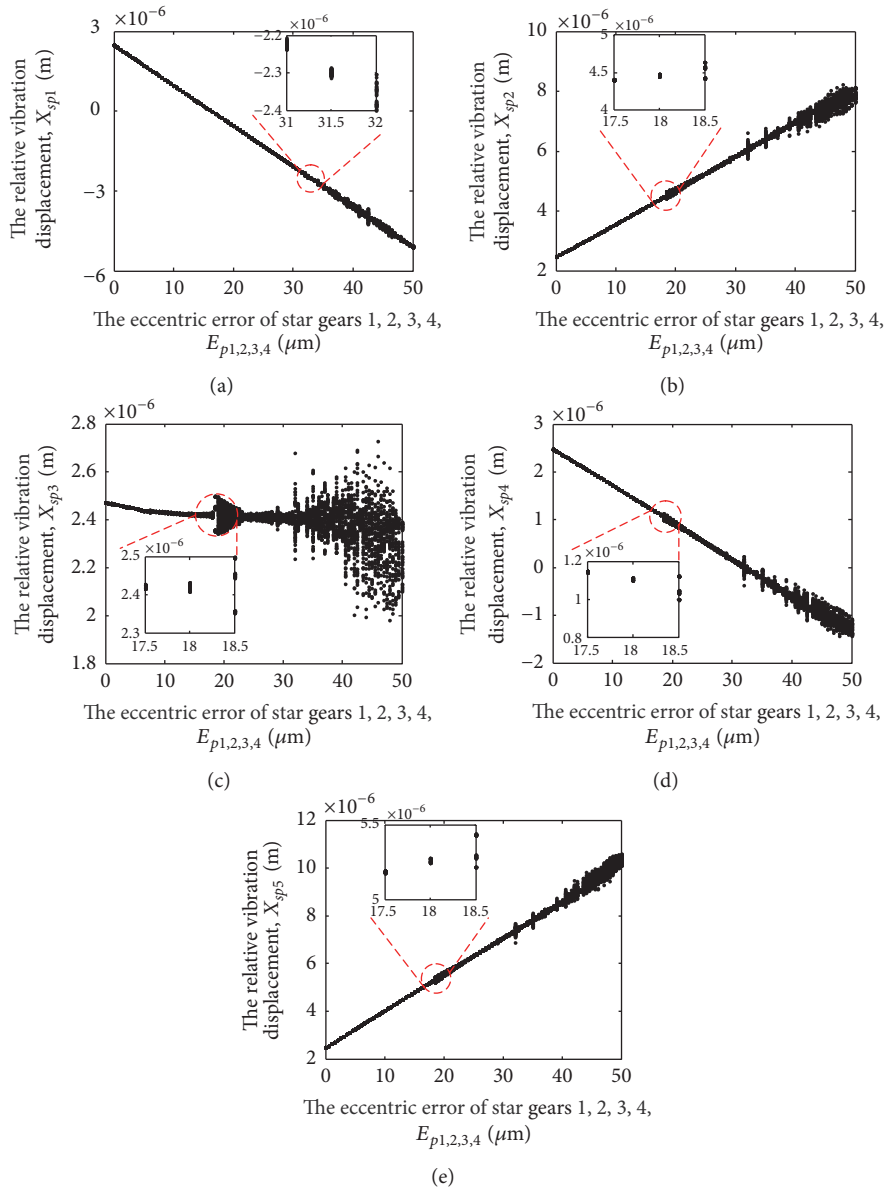 ×10⁻⁶
3
0
−3
−6
0 10 20 30 40 50
The relative vibration
displacement, X_sp1 (m)
×10⁻⁶
−2.2
−2.3
−2.4
31 31.5 32
The eccentric error of star gears 1, 2, 3, 4,
E_p1,2,3,4 (μm)
(a)
×10⁻⁶
10
8
6
4
2
0 10 20 30 40 50
The relative vibration
displacement, X_sp2 (m)
×10⁻⁶
5
4.5
4
17.5 18 18.5
The eccentric error of star gears 1, 2, 3, 4,
E_p1,2,3,4 (μm)
(b)
×10⁻⁶
2.8
2.6
2.4
2.2
2
1.8
0 10 20 30 40 50
The relative vibration
displacement, X_sp3 (m)
×10⁻⁶
2.5
2.4
2.3
17.5 18 18.5
The eccentric error of star gears 1, 2, 3, 4,
E_p1,2,3,4 (μm)
(c)
×10⁻⁶
3
2
1
0
−1
−2
0 10 20 30 40 50
The relative vibration
displacement, X_sp4 (m)
×10⁻⁶
1.2
1
0.8
17.5 18 18.5
The eccentric error of star gears 1, 2, 3, 4,
E_p1,2,3,4 (μm)
(d)
×10⁻⁶
12
10
8
6
4
2
0 10 20 30 40 50
The relative vibration
displacement, X_sp5 (m)
×10⁻⁶
5.5
5
17.5 18 18.5
The eccentric error of star gears 1, 2, 3, 4,
E_p1,2,3,4 (μm)
(e)